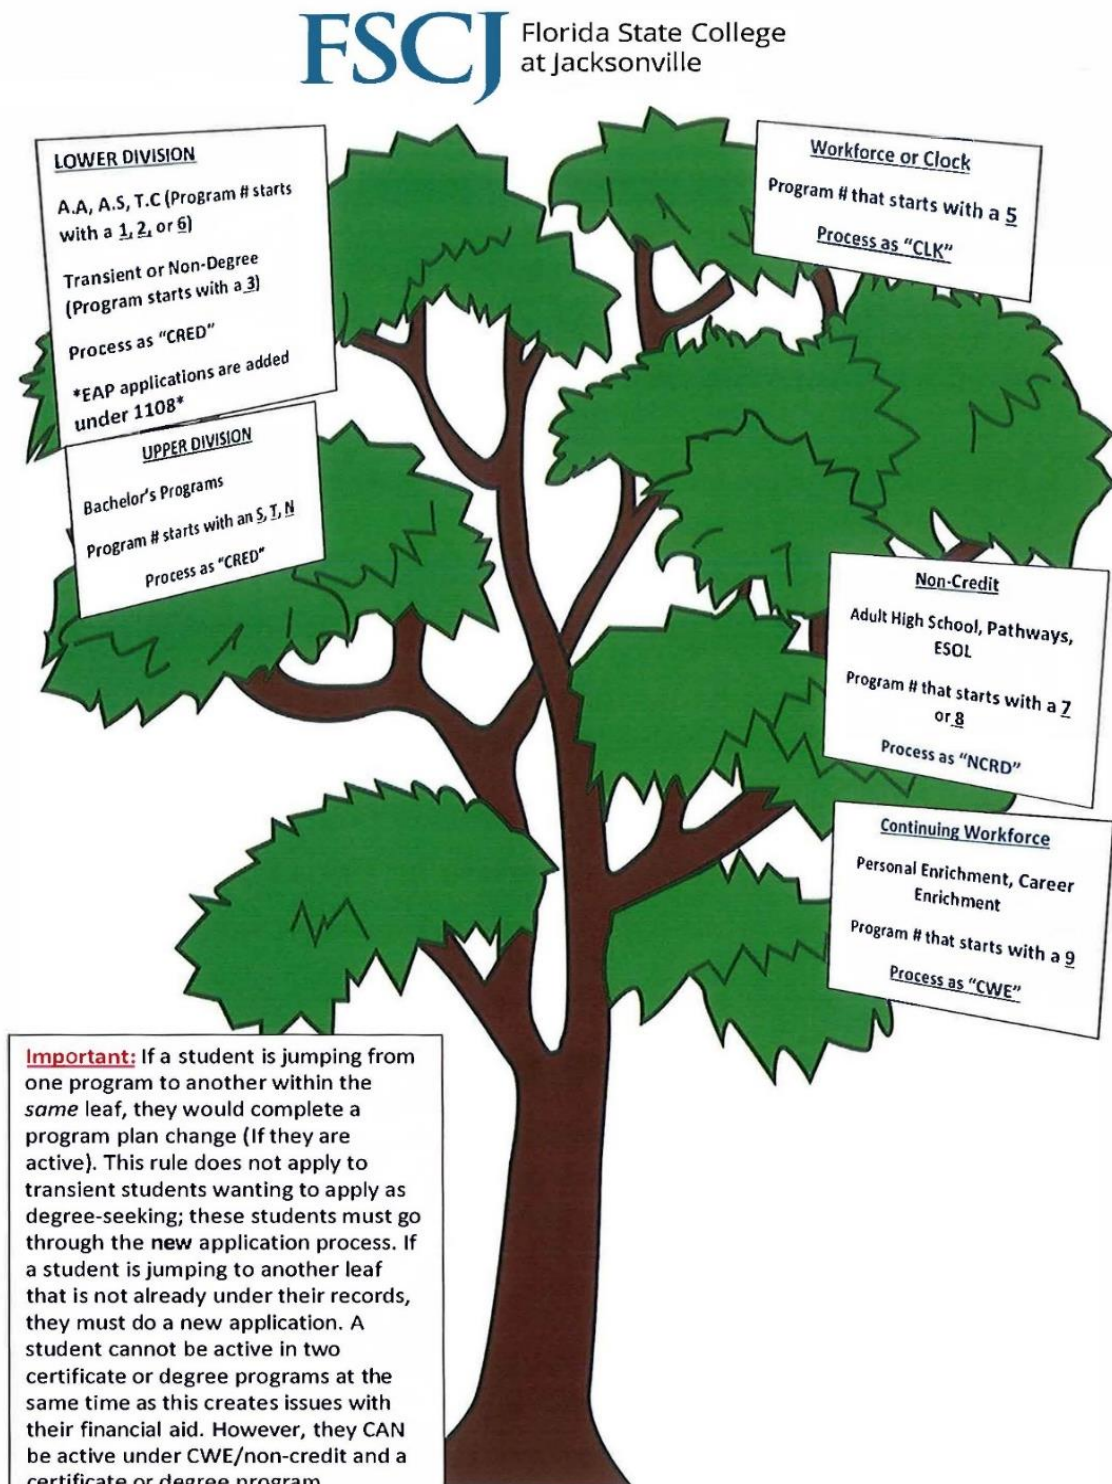 FSCJ
Florida State College
at Jacksonville
LOWER DIVISION
A.A, A.S, T.C (Program # starts
with a 1, 2, or 6)
Transient or Non-Degree
(Program starts with a 3)
Process as "CRED"
*EAP applications are added
under 1108*
UPPER DIVISION
Bachelor's Programs
Program # starts with an S, T, N
Process as "CRED"
Workforce or Clock
Program # that starts with a 5
Process as "CLK"
Non-Credit
Adult High School, Pathways,
ESOL
Program # that starts with a 7
or 8
Process as "NCRD"
Continuing Workforce
Personal Enrichment, Career
Enrichment
Program # that starts with a 9
Process as "CWE"
Important: If a student is jumping from
one program to another within the
same leaf, they would complete a
program plan change (If they are
active). This rule does not apply to
transient students wanting to apply as
degree-seeking; these students must go
through the new application process. If
a student is jumping to another leaf
that is not already under their records,
they must do a new application. A
student cannot be active in two
certificate or degree programs at the
same time as this creates issues with
their financial aid. However, they CAN
be active under CWE/non-credit and a
certificate or degree program